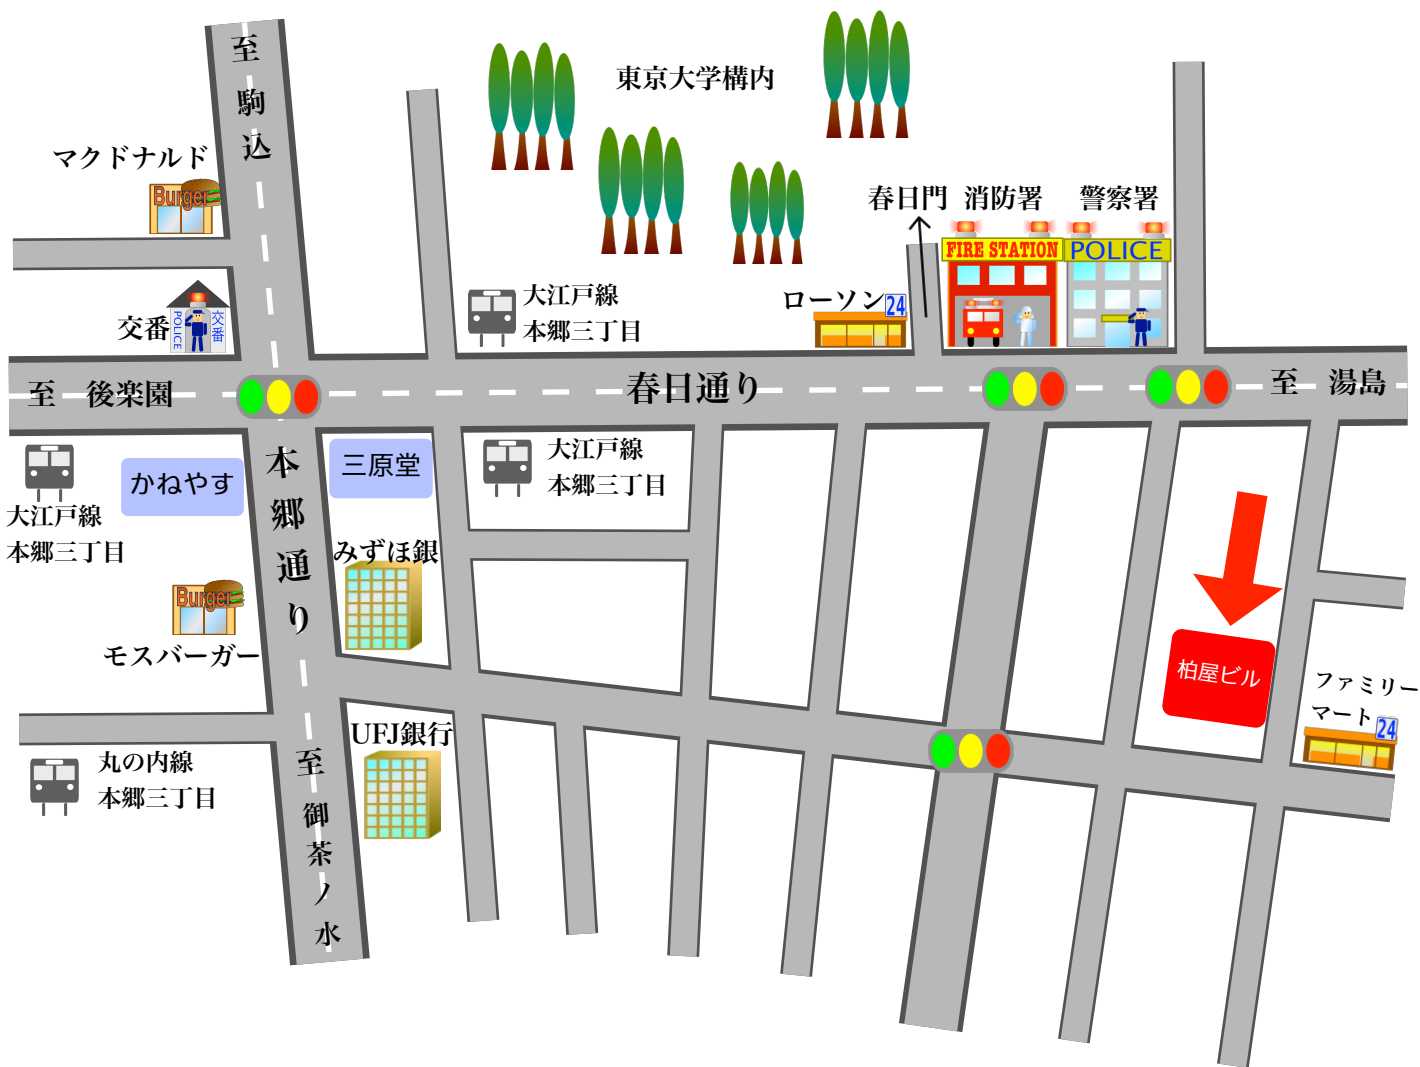 至 駒込
東京大学構内
マクドナルド
Burger
春日門
消防署
警察署
FIRE STATION
POLICE
交番
POLICE
交番
大江戸線
本郷三丁目
ローソン
24
至 後楽園
春日通り
至 湯島
大江戸線
本郷三丁目
かねやす
本郷通り
三原堂
大江戸線
本郷三丁目
みずほ銀
Burger
モスバーガー
柏屋ビル
ファミリー
マート
24
UFJ銀行
丸の内線
本郷三丁目
至 御茶ノ水